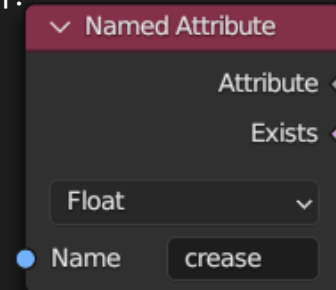 Named Attribute
Attribute
Exists
Float
Name crease